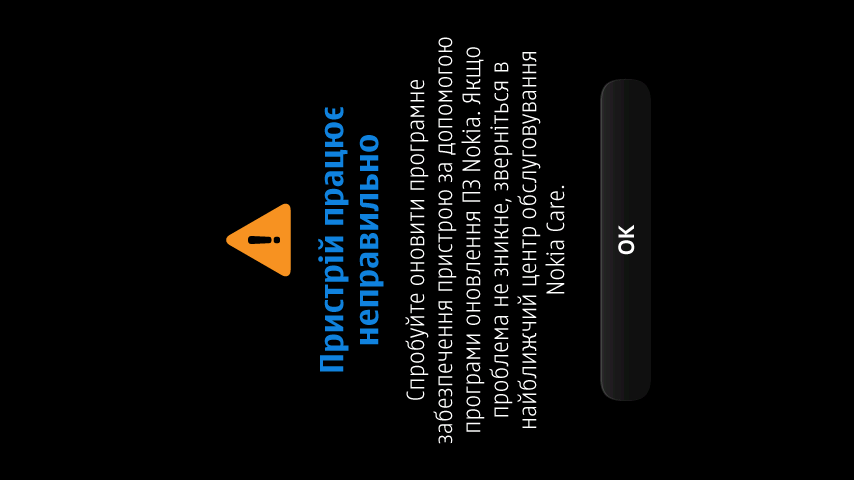 Пристрій працює
неправильно
Спробуйте оновити програмне
забезпечення пристрою за допомогою
програми оновлення ПЗ Nokia. Якщо
проблема не зникне, зверніться в
найближчий центр обслуговування
Nokia Care.
OK